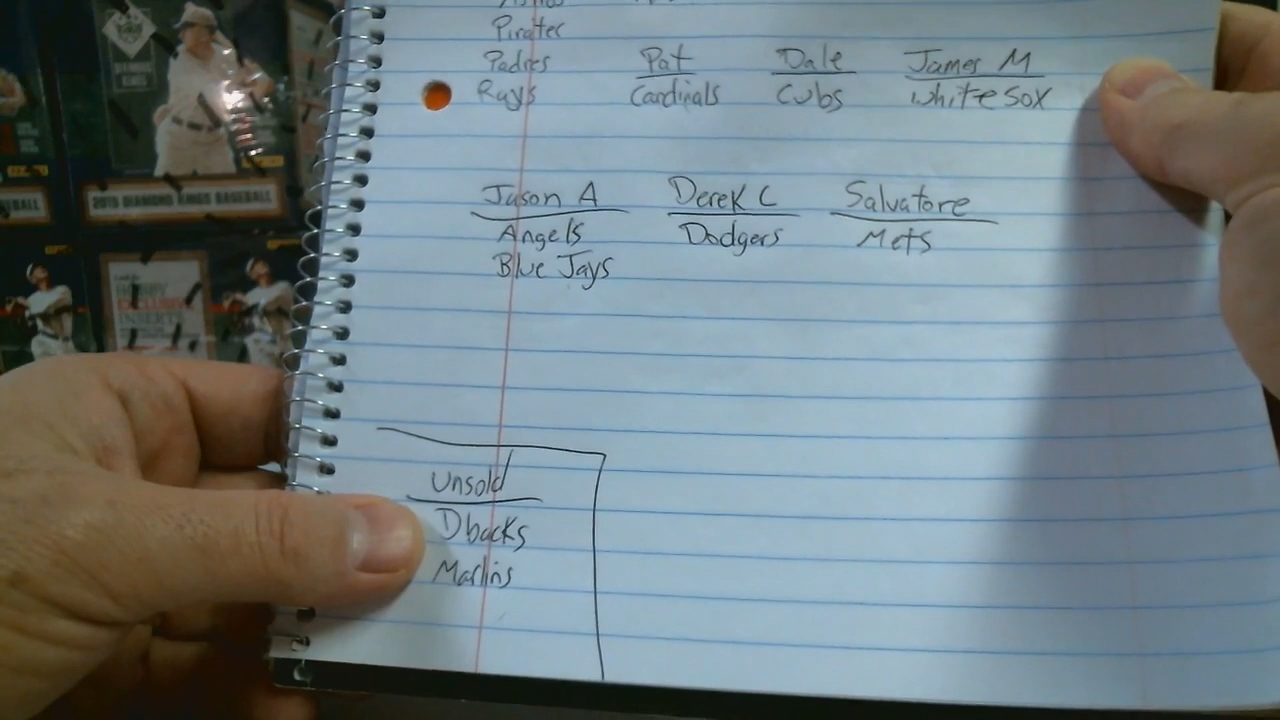 Pirates
Padres
Rays
Pat
Cardinals
Dale
Cubs
James M
White Sox
Jason A
Angels
Blue Jays
Derek C
Dodgers
Salvatore
Mets
Unsold
Dbacks
Marlins
2015 DIAMOND KINGS BASEBALL